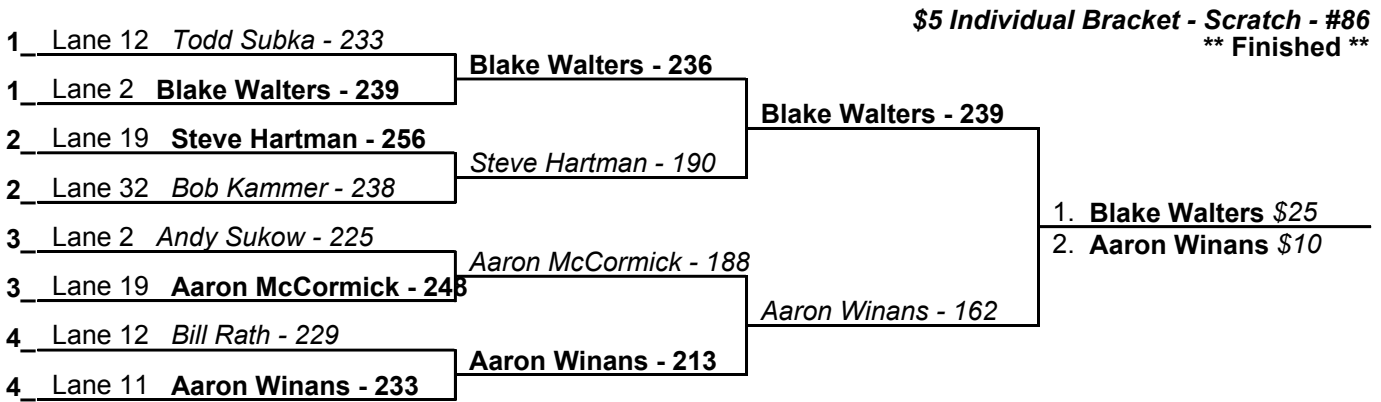 $5 Individual Bracket - Scratch - #86
** Finished **
1_ Lane 12 Todd Subka - 233
1_ Lane 2 Blake Walters - 239
2_ Lane 19 Steve Hartman - 256
2_ Lane 32 Bob Kammer - 238
3_ Lane 2 Andy Sukow - 225
3_ Lane 19 Aaron McCormick - 248
4_ Lane 12 Bill Rath - 229
4_ Lane 11 Aaron Winans - 233
Blake Walters - 236
Steve Hartman - 190
Aaron McCormick - 188
Aaron Winans - 213
Blake Walters - 239
Aaron Winans - 162
1. Blake Walters $25
2. Aaron Winans $10